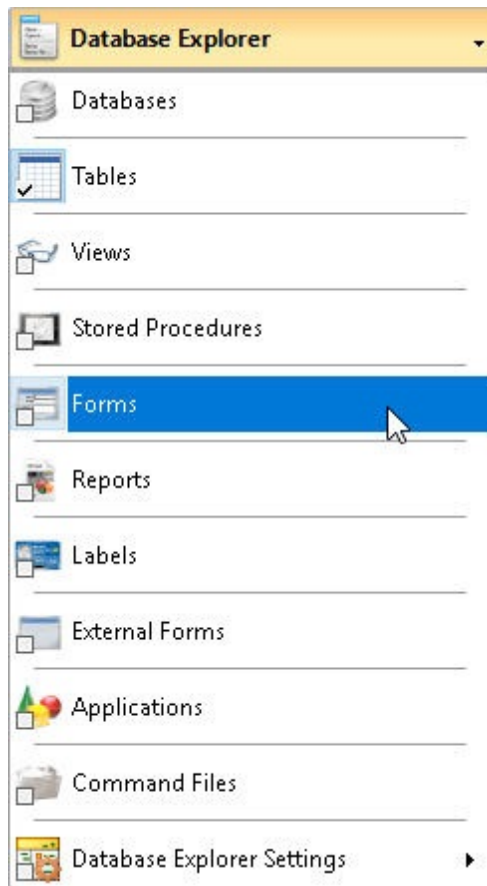 Database Explorer
Databases
Tables
Views
Stored Procedures
Forms
Reports
Labels
External Forms
Applications
Command Files
Database Explorer Settings